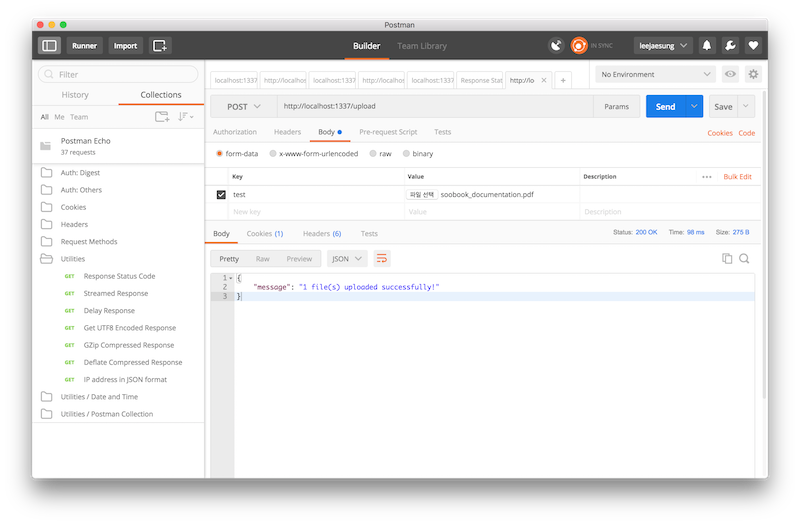 Postman
Runner Import Builder Team Library IN SYNC leejaesung
Filter
History Collections
All Me Team
Postman Echo
37 requests
Auth: Digest
Auth: Others
Cookies
Headers
Request Methods
Utilities
GET Response Status Code
GET Streamed Response
GET Delay Response
GET Get UTF8 Encoded Response
GET GZip Compressed Response
GET Deflate Compressed Response
GET IP address in JSON format
Utilities / Date and Time
Utilities / Postman Collection
localhost:1337 http://localhos localhost:1337 http://localhos localhost:1337 Response Stat http://lo × + No Environment
POST http://localhost:1337/upload Params Send Save
Authorization Headers Body Pre-request Script Tests Cookies Code
form-data x-www-form-urlencoded raw binary
Key Value Description ••• Bulk Edit
test 파일 선택 soobook_documentation.pdf
New key Value Description
Body Cookies (1) Headers (6) Tests Status: 200 OK Time: 98 ms Size: 275 B
Pretty Raw Preview JSON
1 {
2 "message": "1 file(s) uploaded successfully!"
3 }